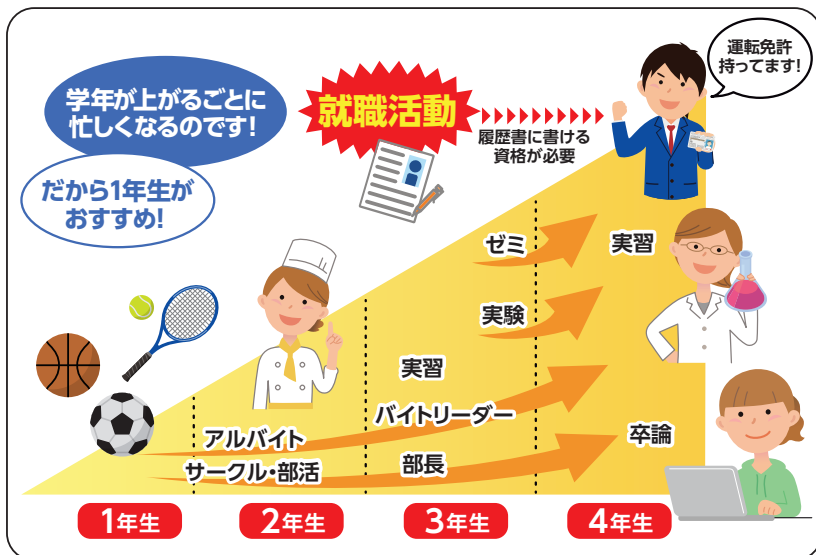 学年が上がるごとに
忙しくなるのです!
だから1年生が
おすすめ!
就職活動
履歴書に書ける
資格が必要
運転免許
持ってます!
ゼミ
実習
実験
実習
バイトリーダー
アルバイト
卒論
サークル・部活
部長
1年生
2年生
3年生
4年生